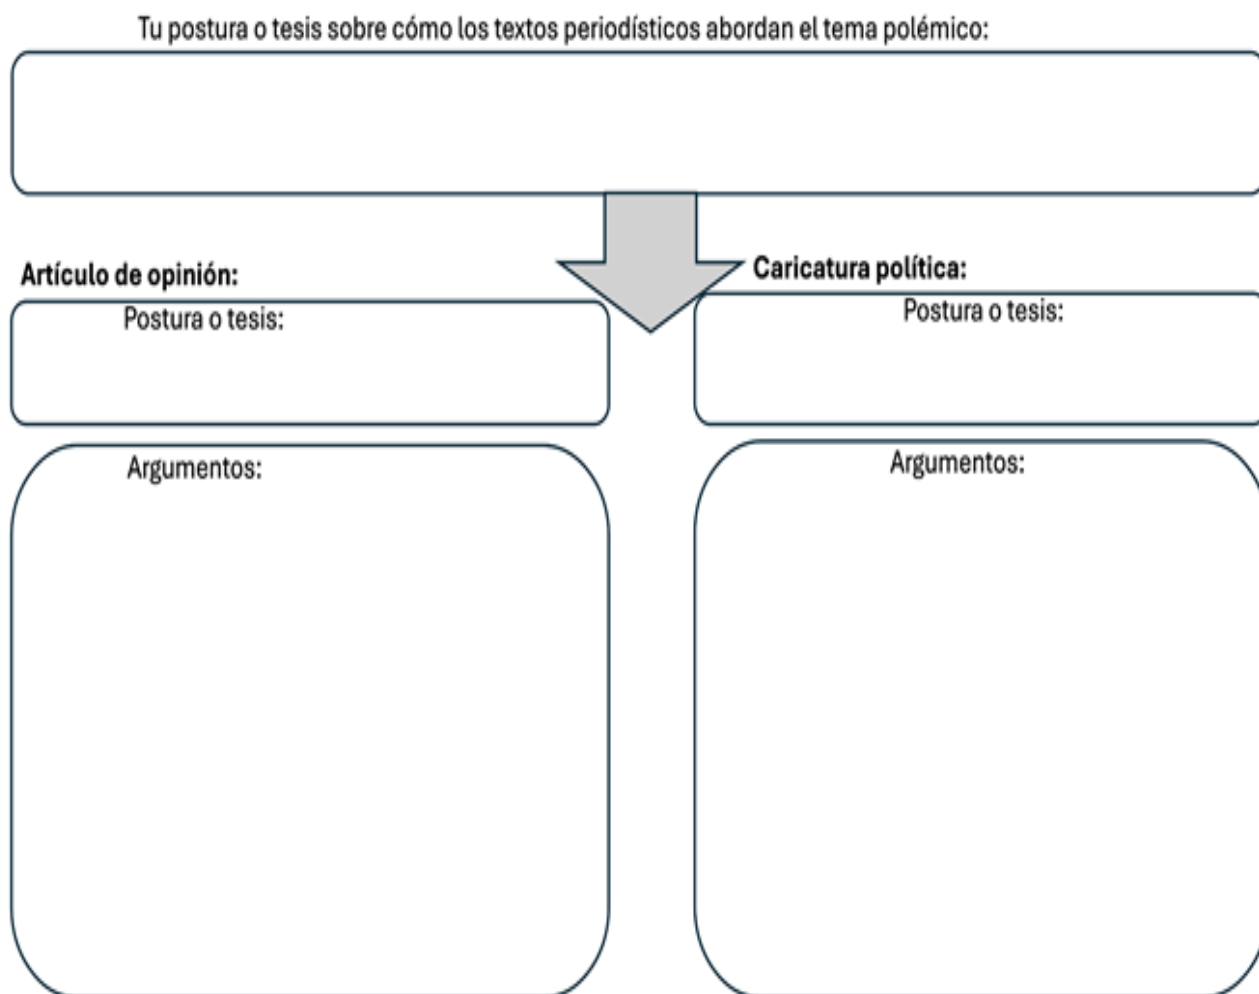 Tu postura o tesis sobre cómo los textos periodísticos abordan el tema polémico:
Artículo de opinión:
Postura o tesis:
Argumentos:
Caricatura política:
Postura o tesis:
Argumentos: